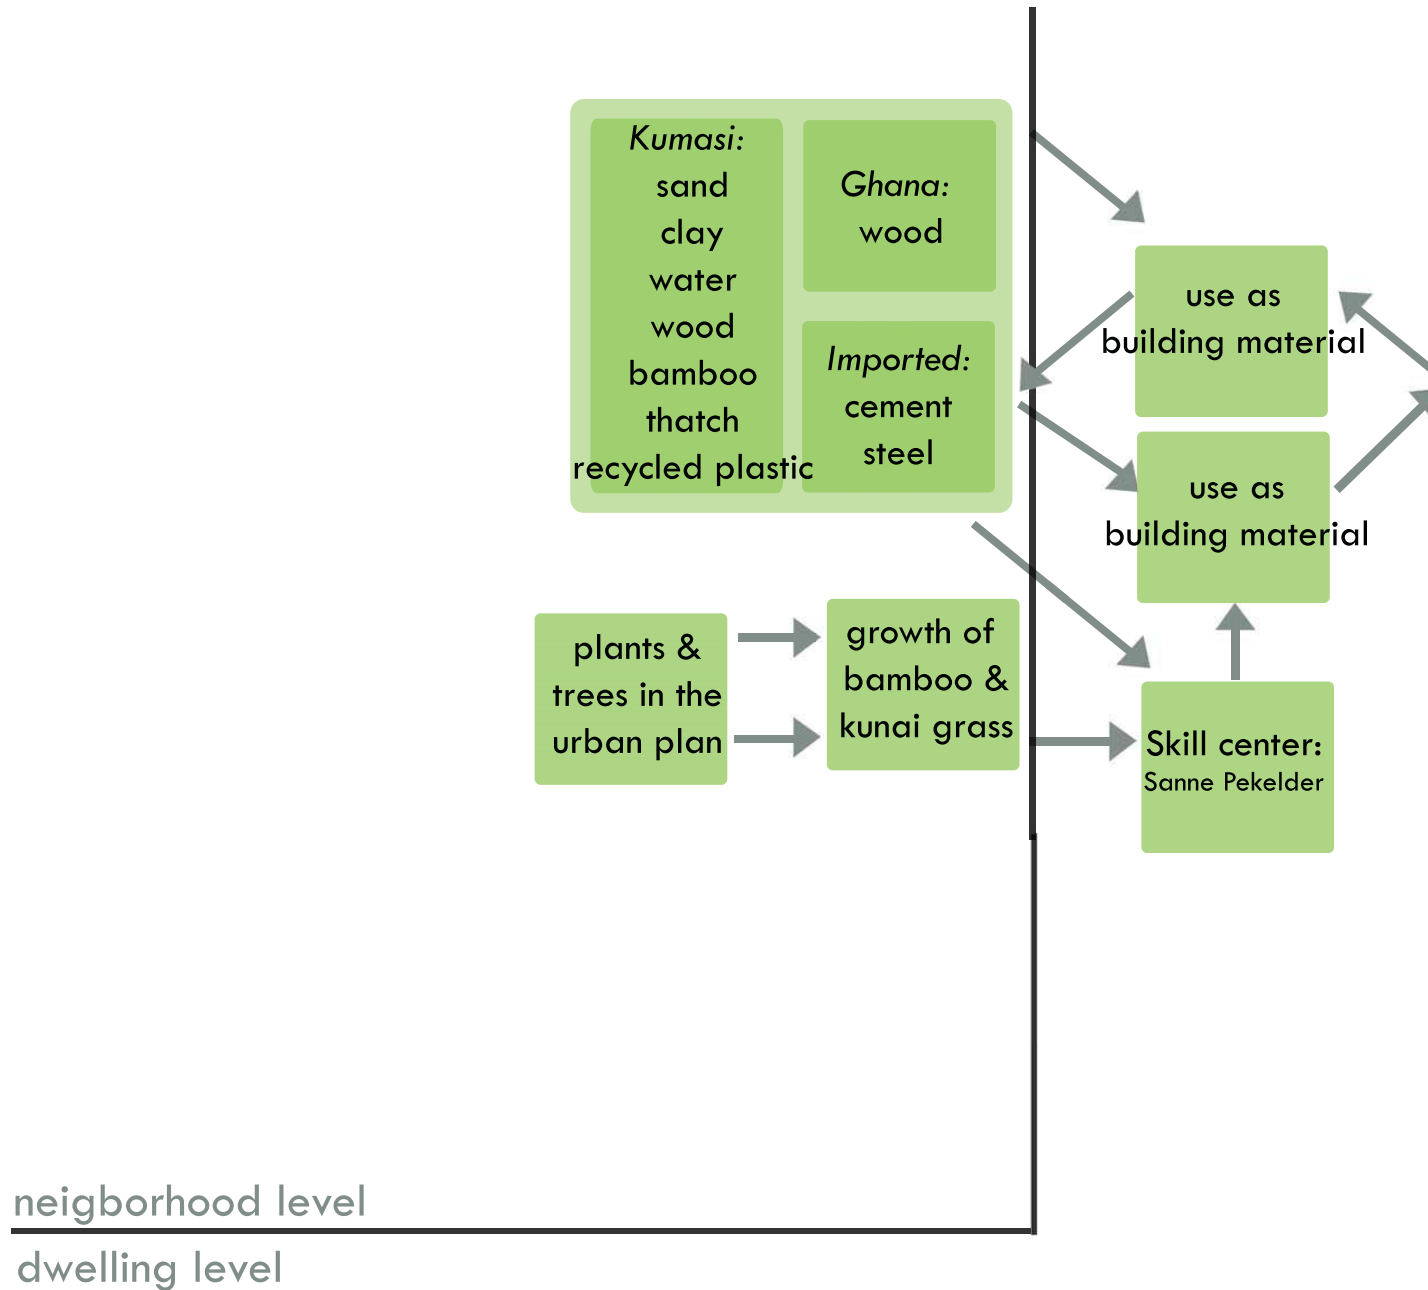 Kumasi:
sand
clay
water
wood
bamboo
thatch
recycled plastic
Ghana:
wood
Imported:
cement
steel
use as
building material
use as
building material
plants &
trees in the
urban plan
growth of
bamboo &
kunai grass
Skill center:
Sanne Pekelder
neigborhood level
dwelling level